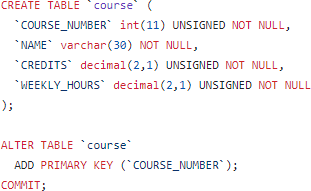 CREATE TABLE `course` (
  `COURSE_NUMBER` int(11) UNSIGNED NOT NULL,
  `NAME` varchar(30) NOT NULL,
  `CREDITS` decimal(2,1) UNSIGNED NOT NULL,
  `WEEKLY_HOURS` decimal(2,1) UNSIGNED NOT NULL
);

ALTER TABLE `course`
  ADD PRIMARY KEY (`COURSE_NUMBER`);
COMMIT;